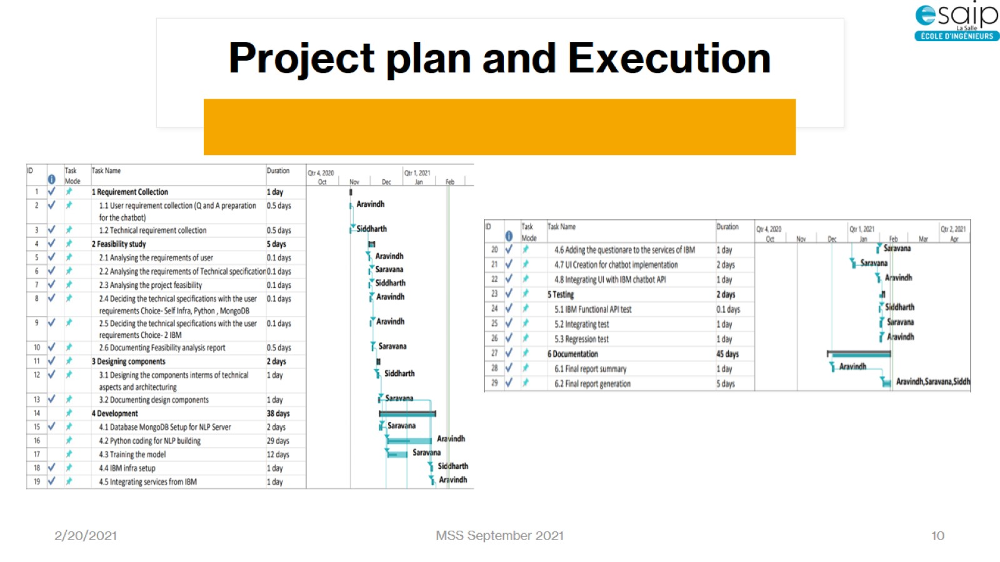 esaip
La Salle
ÉCOLE D'INGÉNIEURS
Project plan and Execution
ID Task Mode Task Name Duration Qtr 4, 2020 Qtr 1, 2021
Oct Nov Dec Jan Feb
1 1 Requirement Collection 1 day
2 1.1 User requirement collection (Q and A preparation 0.5 days Aravindh
for the chatbot)
3 1.2 Technical requirement collection 0.5 days Siddharth
4 2 Feasibility study 5 days
5 2.1 Analysing the requirements of user 0.1 days Aravindh
6 2.2 Analysing the requirements of Technical specification 0.1 days Saravana
7 2.3 Analysing the project feasibility 0.1 days Siddharth
8 2.4 Deciding the technical specifications with the user 0.1 days Aravindh
requirements Choice- Self Infra, Python , MongoDB
9 2.5 Deciding the technical specifications with the user 0.1 days Aravindh
requirements Choice- 2 IBM
10 2.6 Documenting Feasibility analysis report 0.5 days Saravana
11 3 Designing components 2 days
12 3.1 Designing the components interms of technical 1 day Siddharth
aspects and architecturing
13 3.2 Documenting design components 1 day Saravana
14 4 Development 38 days
15 4.1 Database MongoDB Setup for NLP Server 2 days Saravana
16 4.2 Python coding for NLP building 29 days Aravindh
17 4.3 Training the model 12 days Saravana
18 4.4 IBM infra setup 1 day Siddharth
19 4.5 Integrating services from IBM 1 day Aravindh
ID Task Mode Task Name Duration Qtr 4, 2020 Qtr 1, 2021 Qtr 2, 2021
Oct Nov Dec Jan Feb Mar Apr
20 4.6 Adding the questionare to the services of IBM 1 day Saravana
21 4.7 UI Creation for chatbot implementation 2 days Saravana
22 4.8 Integrating UI with IBM chatbot API 1 day Aravindh
23 5 Testing 2 days
24 5.1 IBM Functional API test 0.1 days Siddharth
25 5.2 Integrating test 1 day Saravana
26 5.3 Regression test 1 day Aravindh
27 6 Documentation 45 days
28 6.1 Final report summary 1 day Aravindh
29 6.2 Final report generation 5 days Aravindh,Saravana,Siddh
2/20/2021 MSS September 2021 10